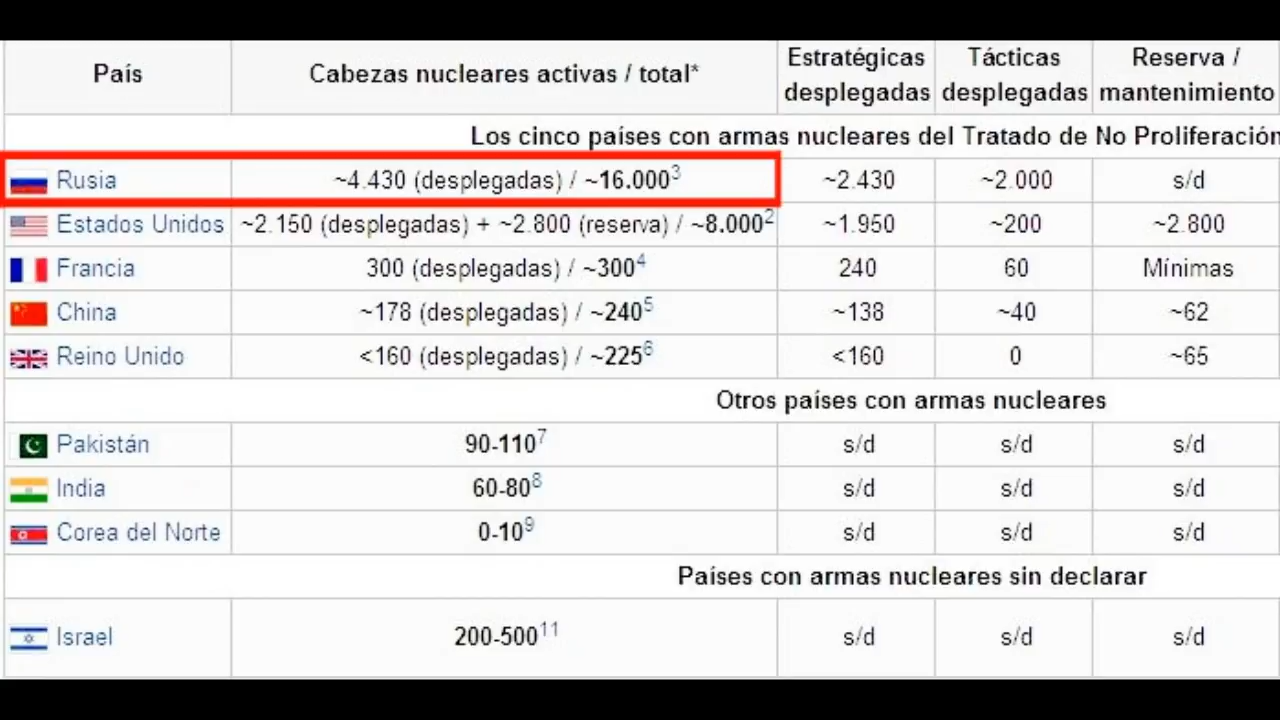 País Cabezas nucleares activas / total* Estratégicas desplegadas Tácticas desplegadas Reserva / mantenimiento
Los cinco países con armas nucleares del Tratado de No Proliferación
Rusia ~4.430 (desplegadas) / ~16.000³ ~2.430 ~2.000 s/d
Estados Unidos ~2.150 (desplegadas) + ~2.800 (reserva) / ~8.000² ~1.950 ~200 ~2.800
Francia 300 (desplegadas) / ~300⁴ 240 60 Mínimas
China ~178 (desplegadas) / ~240⁵ ~138 ~40 ~62
Reino Unido <160 (desplegadas) / ~225⁶ <160 0 ~65
Otros países con armas nucleares
Pakistán 90-110⁷ s/d s/d s/d
India 60-80⁸ s/d s/d s/d
Corea del Norte 0-10⁹ s/d s/d s/d
Países con armas nucleares sin declarar
Israel 200-500¹¹ s/d s/d s/d